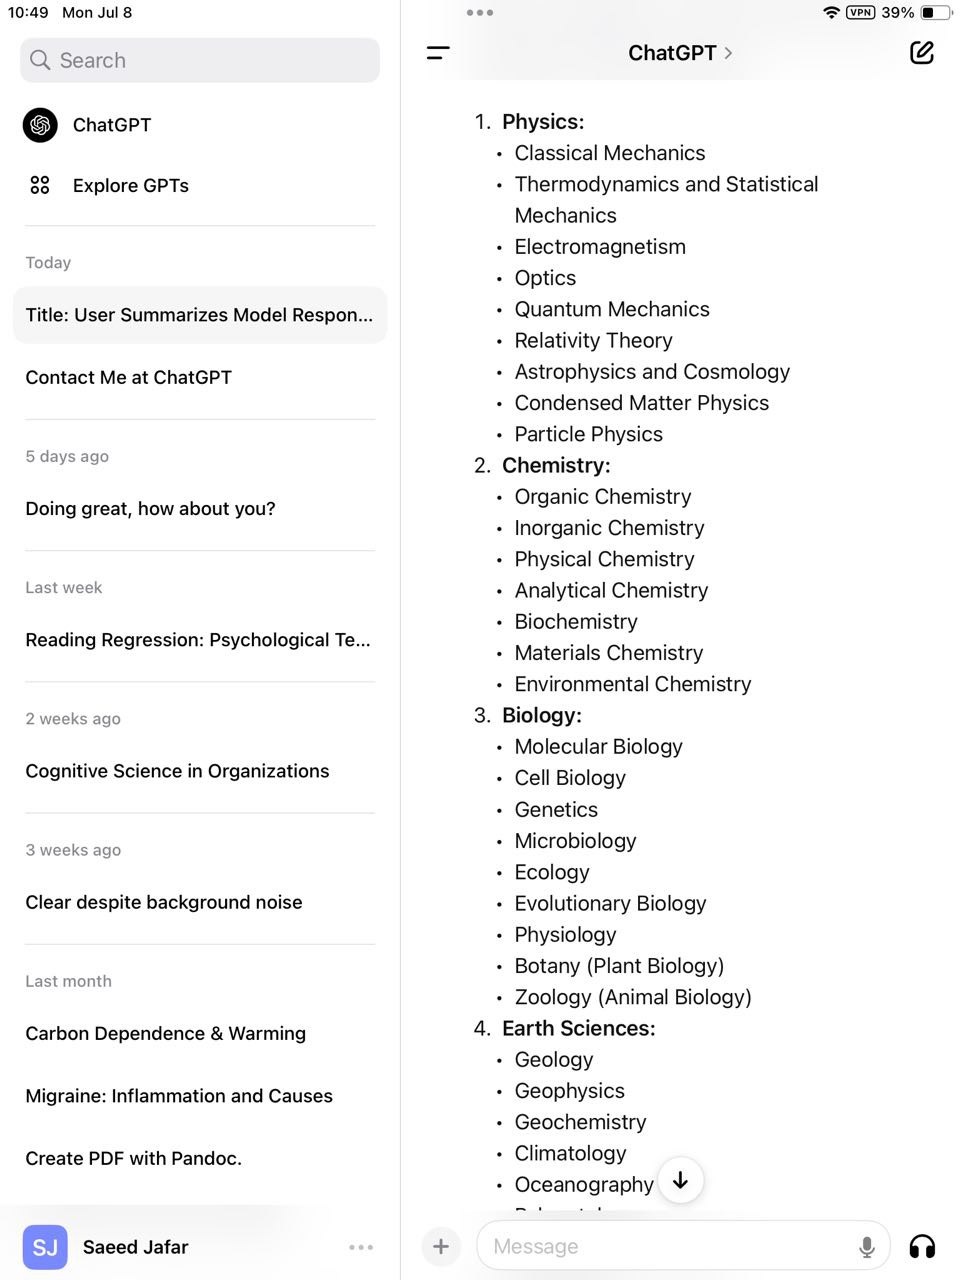 10:49 Mon Jul 8
VPN 39%
Search
ChatGPT
Explore GPTs
Today
Title: User Summarizes Model Respon...
Contact Me at ChatGPT
5 days ago
Doing great, how about you?
Last week
Reading Regression: Psychological Te...
2 weeks ago
Cognitive Science in Organizations
3 weeks ago
Clear despite background noise
Last month
Carbon Dependence & Warming
Migraine: Inflammation and Causes
Create PDF with Pandoc.
SJ Saeed Jafar
ChatGPT
1. Physics:
• Classical Mechanics
• Thermodynamics and Statistical
Mechanics
• Electromagnetism
• Optics
• Quantum Mechanics
• Relativity Theory
• Astrophysics and Cosmology
• Condensed Matter Physics
• Particle Physics
2. Chemistry:
• Organic Chemistry
• Inorganic Chemistry
• Physical Chemistry
• Analytical Chemistry
• Biochemistry
• Materials Chemistry
• Environmental Chemistry
3. Biology:
• Molecular Biology
• Cell Biology
• Genetics
• Microbiology
• Ecology
• Evolutionary Biology
• Physiology
• Botany (Plant Biology)
• Zoology (Animal Biology)
4. Earth Sciences:
• Geology
• Geophysics
• Geochemistry
• Climatology
• Oceanography
Message